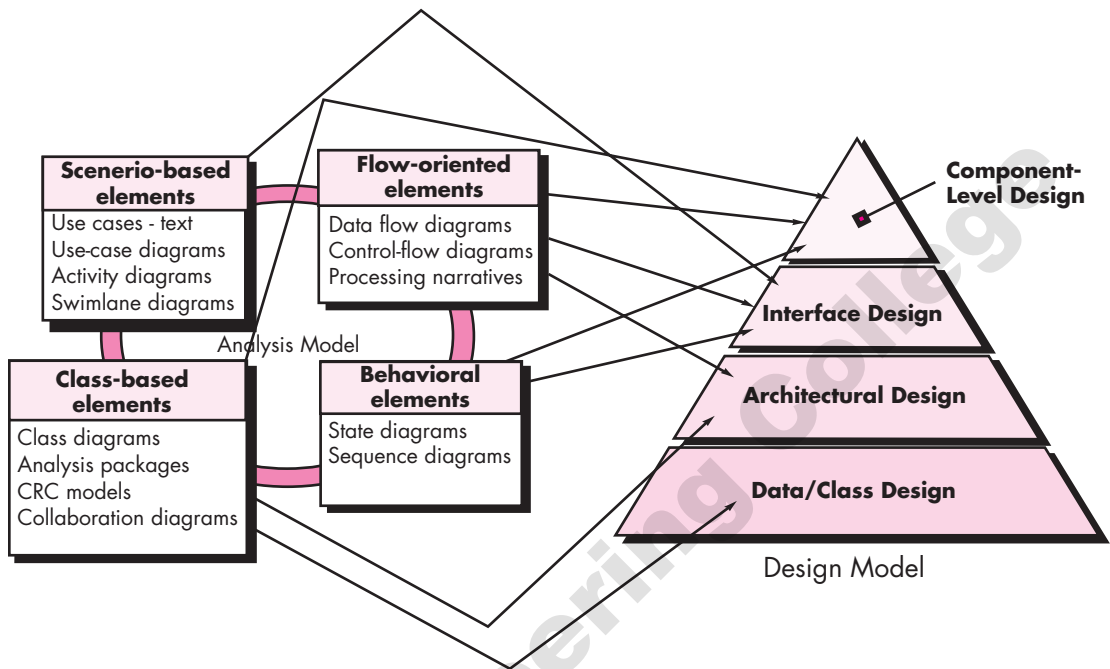 Scenerio-based
elements
Use cases - text
Use-case diagrams
Activity diagrams
Swimlane diagrams
Flow-oriented
elements
Data flow diagrams
Control-flow diagrams
Processing narratives
Analysis Model
Class-based
elements
Class diagrams
Analysis packages
CRC models
Collaboration diagrams
Behavioral
elements
State diagrams
Sequence diagrams
Component-
Level Design
Interface Design
Architectural Design
Data/Class Design
Design Model
ering College